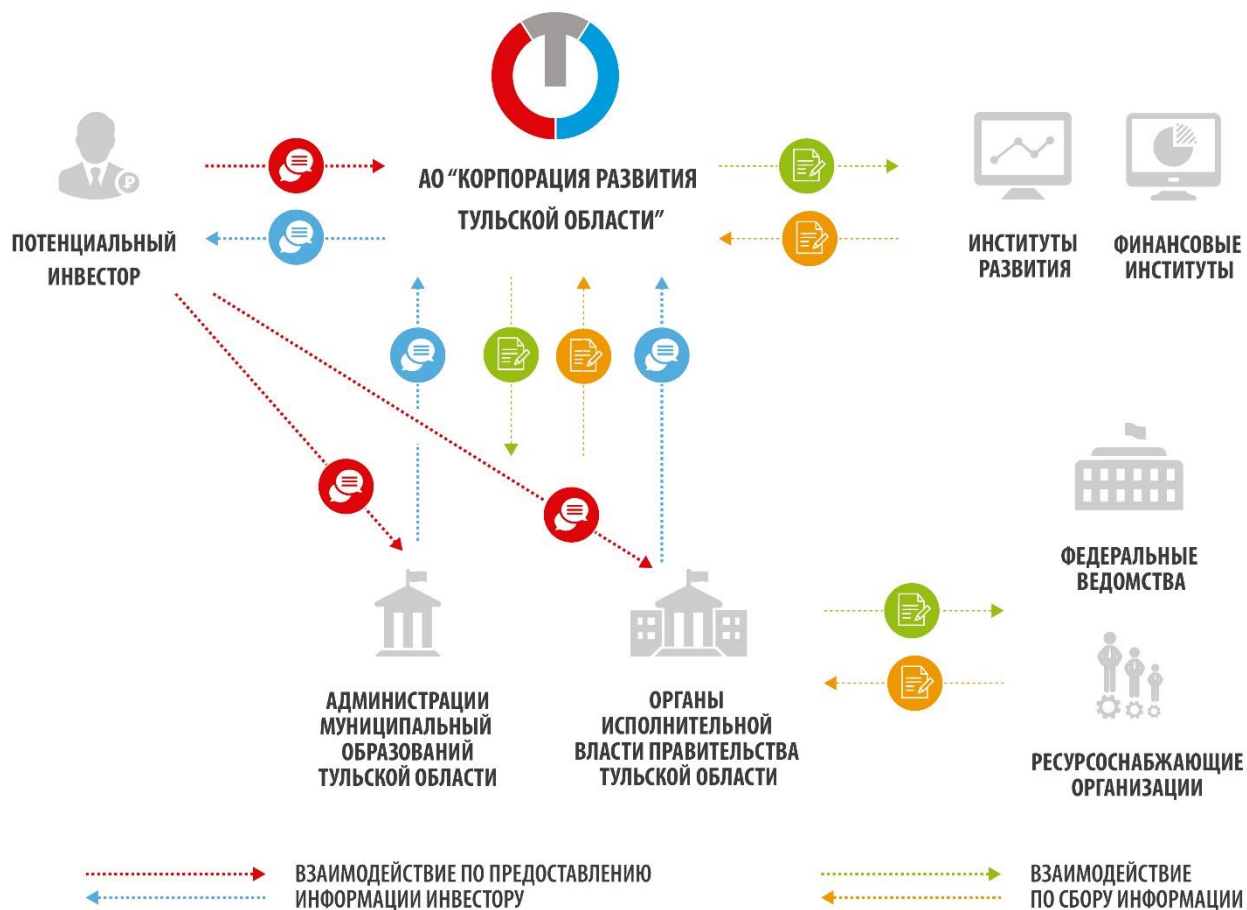 АО “КОРПОРАЦИЯ РАЗВИТИЯ
ТУЛЬСКОЙ ОБЛАСТИ”
ПОТЕНЦИАЛЬНЫЙ
ИНВЕСТОР
₽
ИНСТИТУТЫ
РАЗВИТИЯ
ФИНАНСОВЫЕ
ИНСТИТУТЫ
ФЕДЕРАЛЬНЫЕ
ВЕДОМСТВА
АДМИНИСТРАЦИИ
МУНИЦИПАЛЬНЫЙ
ОБРАЗОВАНИЙ
ТУЛЬСКОЙ ОБЛАСТИ
ОРГАНЫ
ИСПОЛНИТЕЛЬНОЙ
ВЛАСТИ ПРАВИТЕЛЬСТВА
ТУЛЬСКОЙ ОБЛАСТИ
РЕСУРСОСНАБЖАЮЩИЕ
ОРГАНИЗАЦИИ
ВЗАИМОДЕЙСТВИЕ ПО ПРЕДОСТАВЛЕНИЮ
ИНФОРМАЦИИ ИНВЕСТОРУ
ВЗАИМОДЕЙСТВИЕ
ПО СБОРУ ИНФОРМАЦИИ